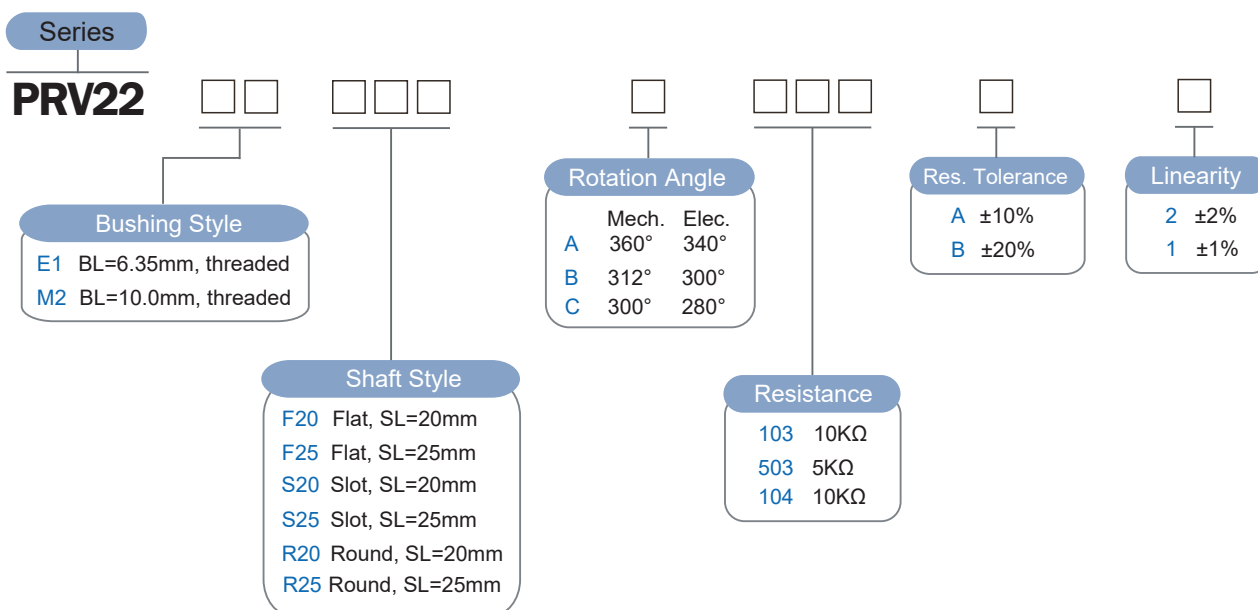 Series
PRV22
Bushing Style
E1 BL=6.35mm, threaded
M2 BL=10.0mm, threaded
Shaft Style
F20 Flat, SL=20mm
F25 Flat, SL=25mm
S20 Slot, SL=20mm
S25 Slot, SL=25mm
R20 Round, SL=20mm
R25 Round, SL=25mm
Rotation Angle
Mech. Elec.
A 360° 340°
B 312° 300°
C 300° 280°
Resistance
103 10KΩ
503 5KΩ
104 10KΩ
Res. Tolerance
A ±10%
B ±20%
Linearity
2 ±2%
1 ±1%